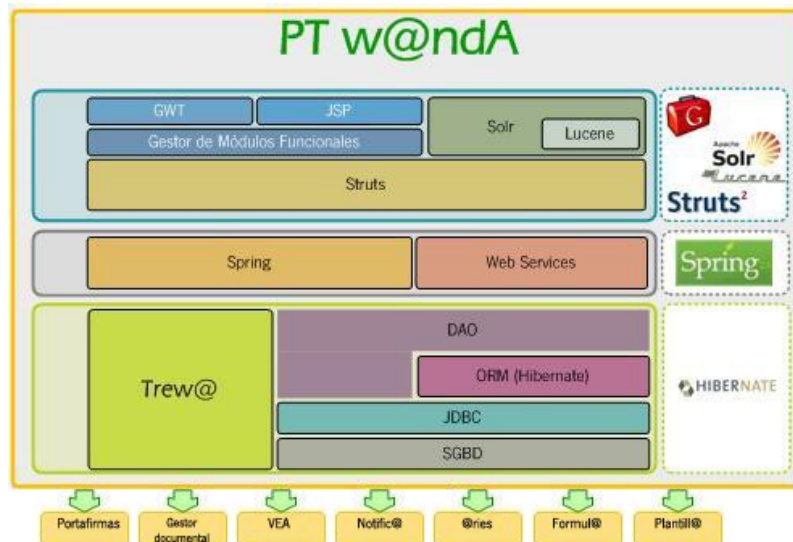 PT w@ndA
GWT
JSP
Gestor de Módulos Funcionales
Solr
Lucene
Struts
G
Apache
Solr
Lucene
Struts²
Spring
Web Services
Spring
Trew@
DAO
ORM (Hibernate)
JDBC
SGBD
HIBERNATE
Portafirmas
Gestor
documental
VEA
Notific@
@ries
Formul@
Plantill@